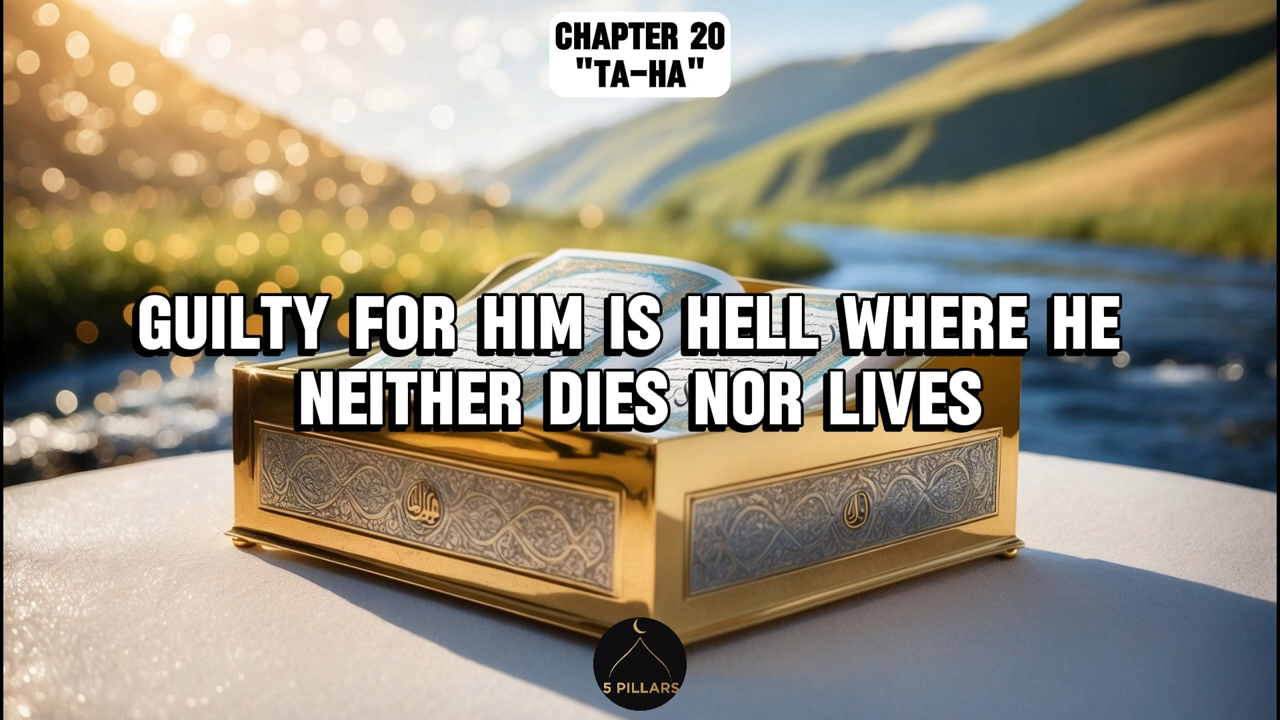 CHAPTER 20
"TA-HA"
GUILTY FOR HIM IS HELL WHERE HE
NEITHER DIES NOR LIVES
5 PILLARS